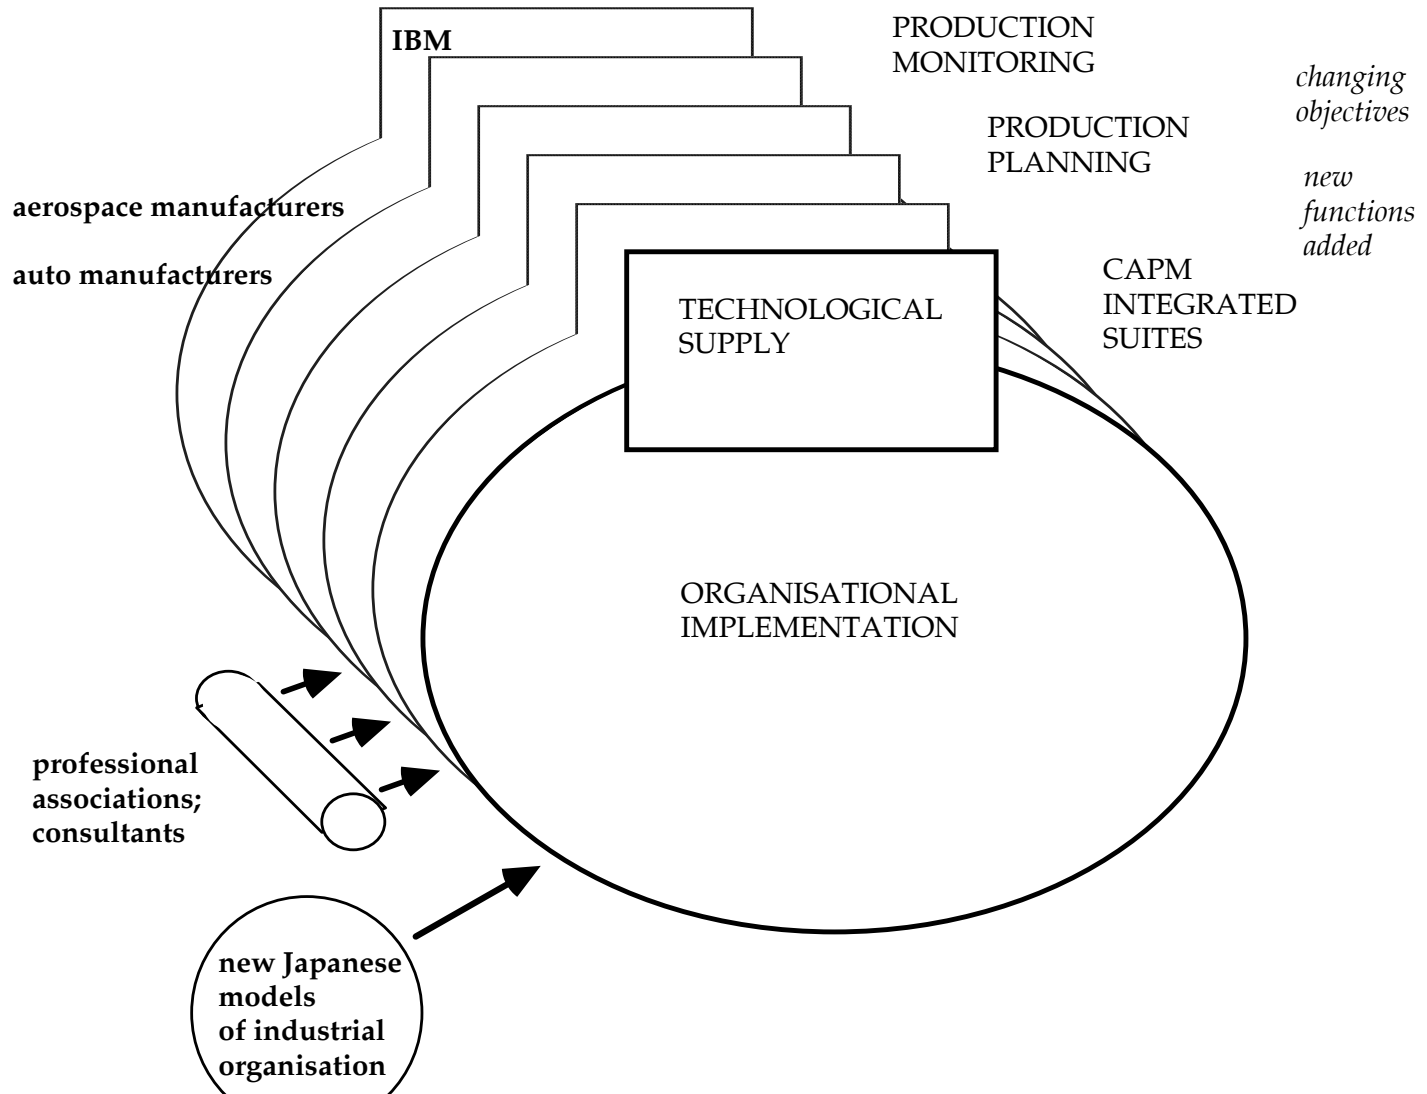 IBM
PRODUCTION
MONITORING
changing
objectives
PRODUCTION
PLANNING
new
functions
added
aerospace manufacturers
auto manufacturers
CAPM
INTEGRATED
SUITES
TECHNOLOGICAL
SUPPLY
ORGANISATIONAL
IMPLEMENTATION
professional
associations;
consultants
new Japanese
models
of industrial
organisation